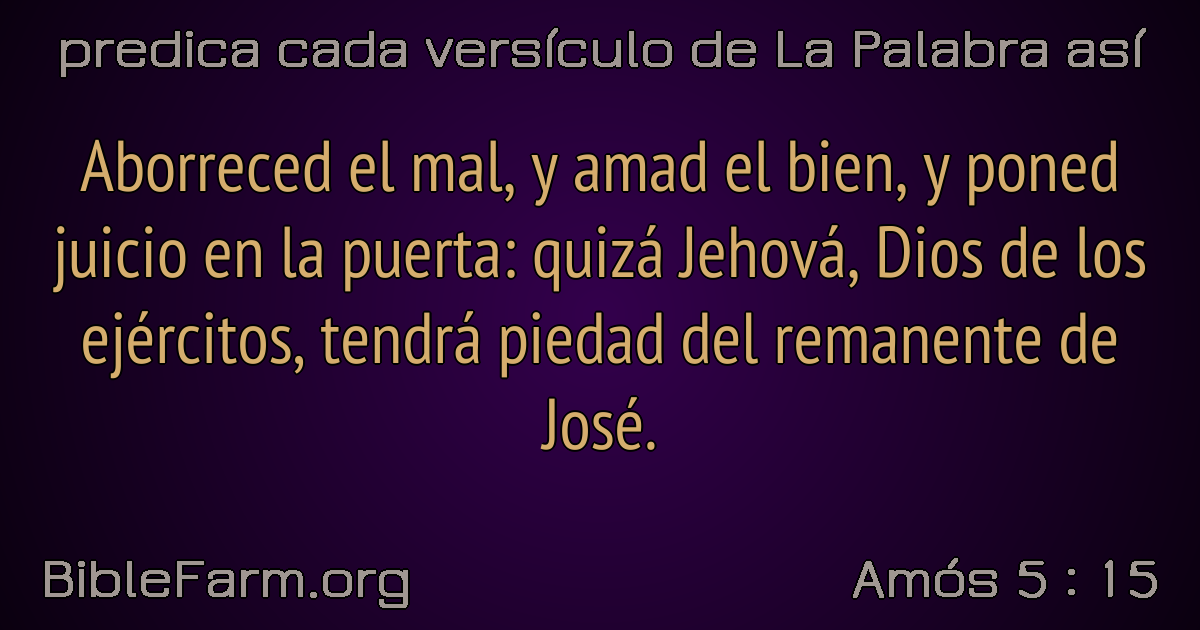 predica cada versículo de La Palabra así
Aborreced el mal, y amad el bien, y poned
juicio en la puerta: quizá Jehová, Dios de los
ejércitos, tendrá piedad del remanente de
José.
BibleFarm.org
Amós 5 : 15